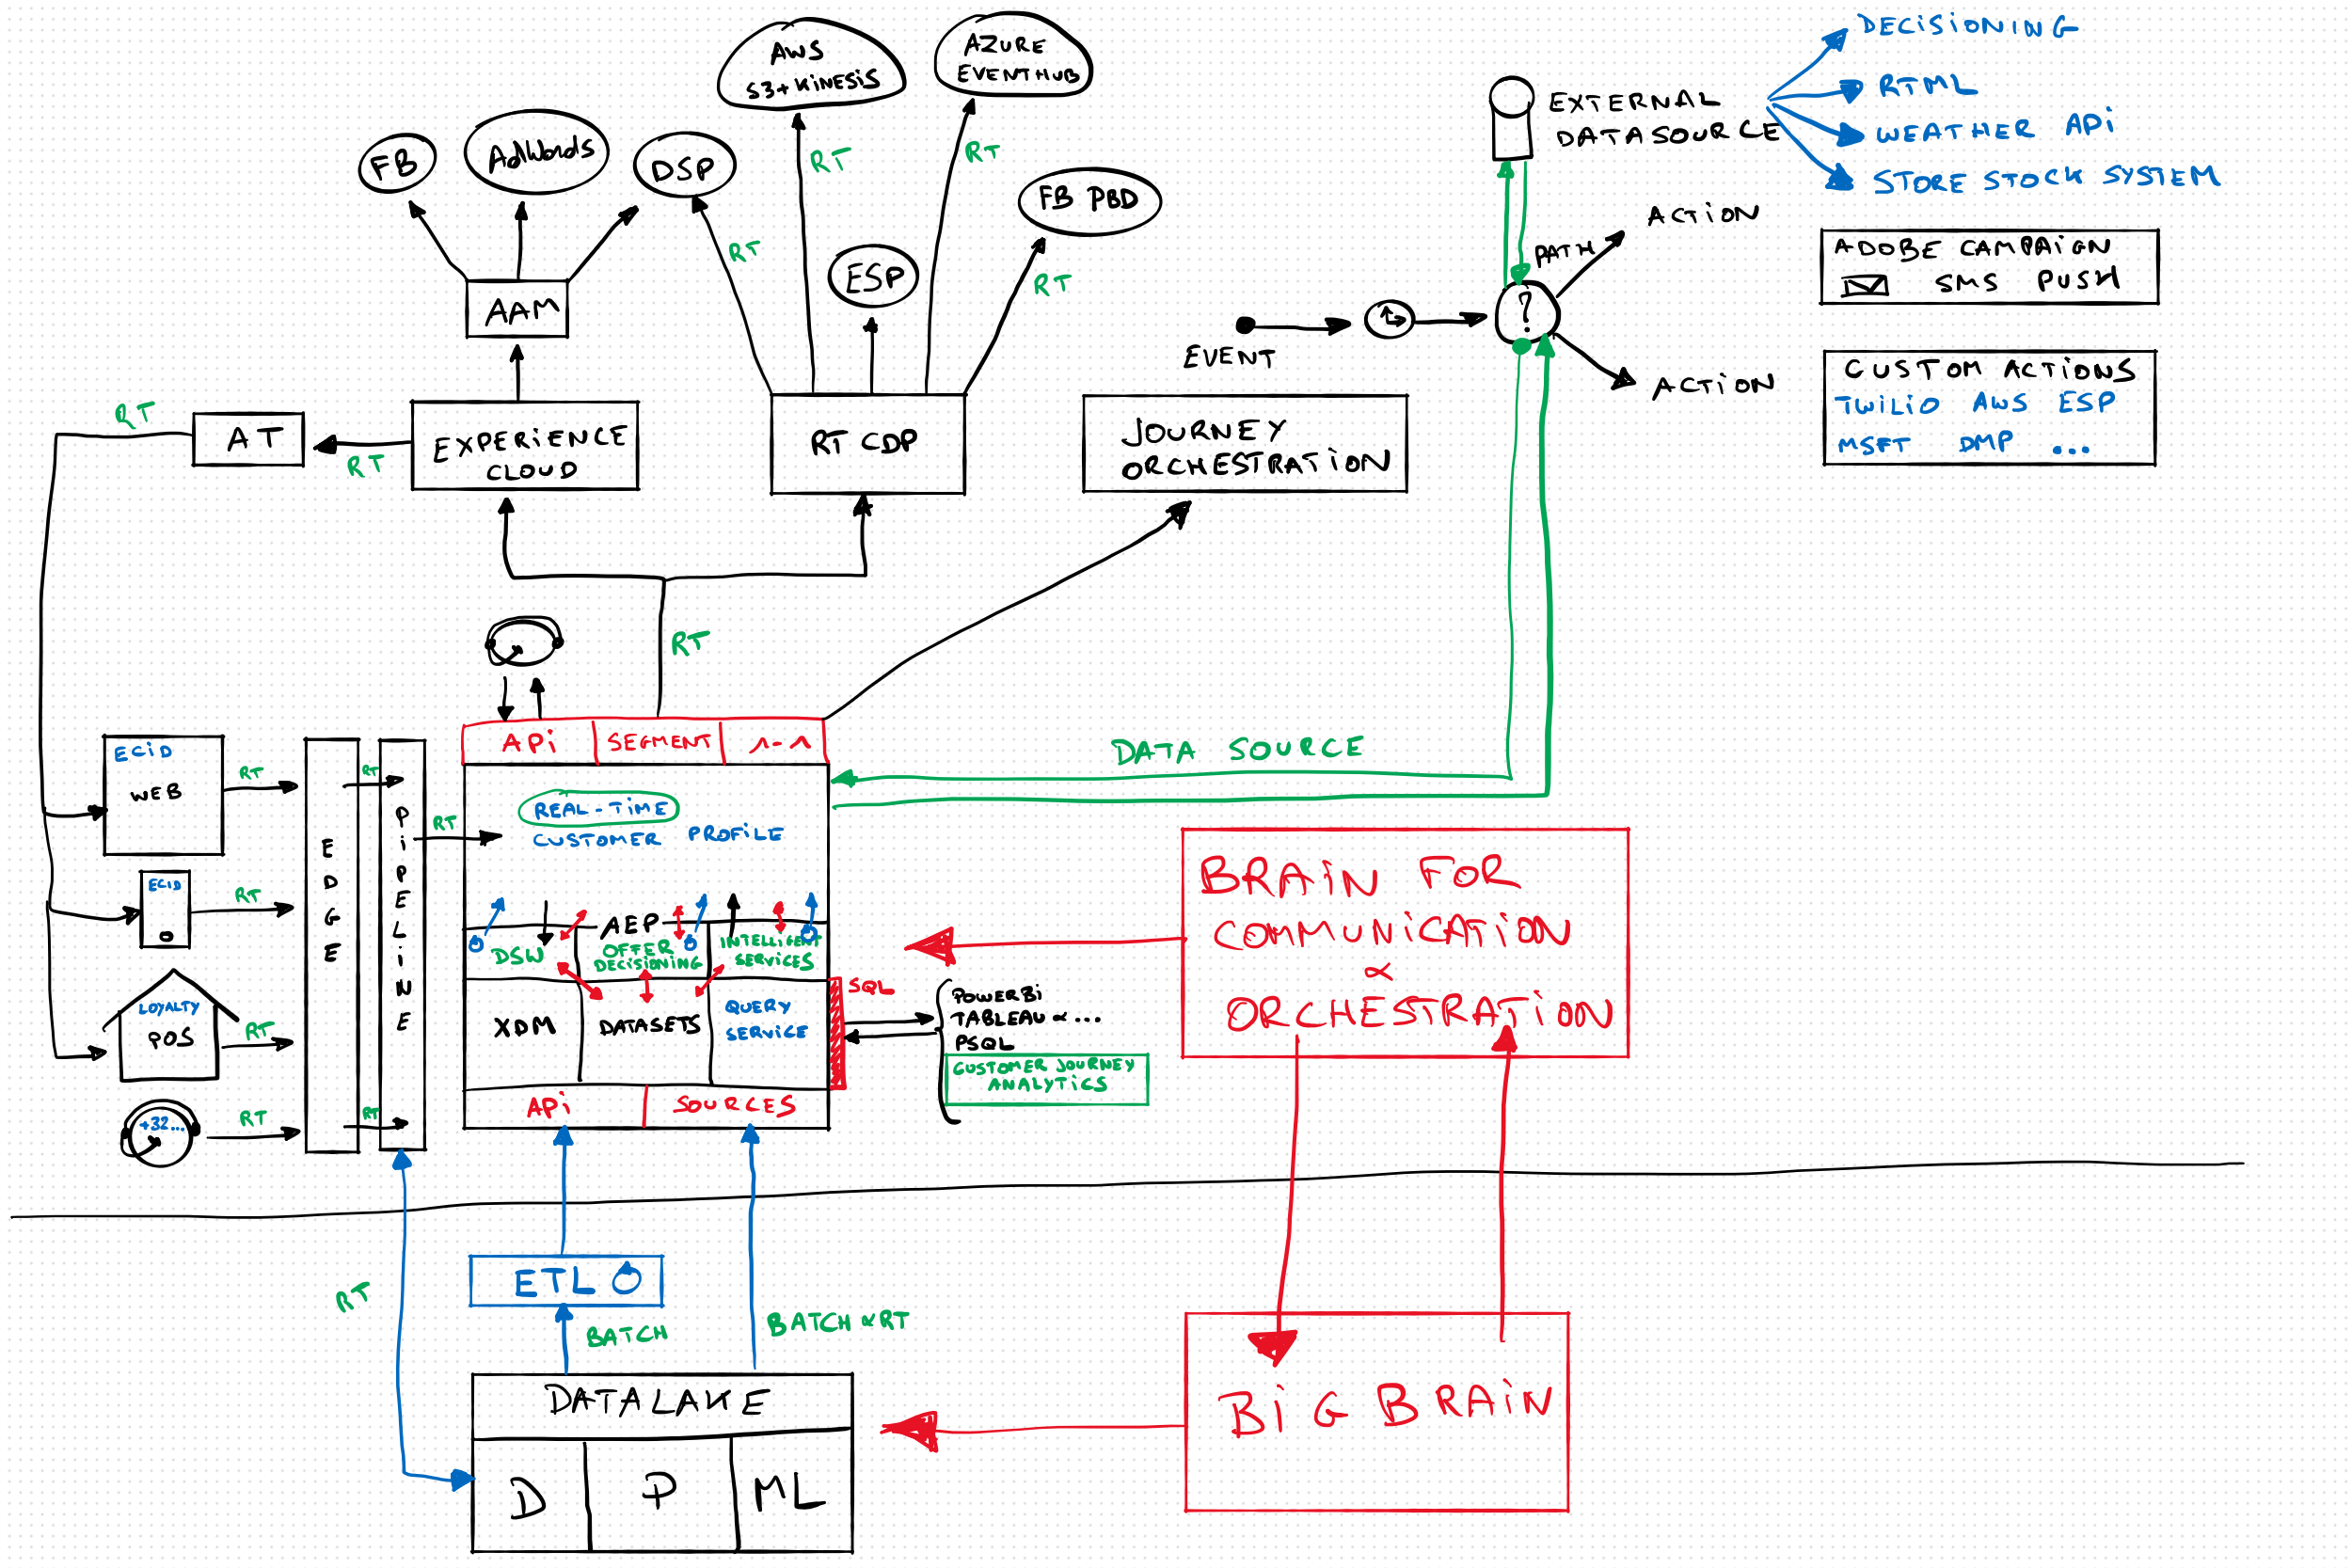 DECISIONING
RTML
WEATHER API
STORE STOCK SYSTEM
EXTERNAL
DATA SOURCE
AWS
S3+KINESIS
AZURE
EVENTHUB
FB
AdWords
DSP
RT
RT
RT
FB PBD
ESP
RT
AAM
PATH
ACTION
?
EVENT
ACTION
ADOBE CAMPAIGN
SMS PUSH
CUSTOM ACTIONS
TWILIO AWS ESP
MSFT DMP ...
RT
AT
RT
EXPERIENCE
CLOUD
RT CDP
JOURNEY
ORCHESTRATION
RT
API
SEGMENT
1-1
DATA SOURCE
ECID
WEB
RT
RT
RT
ECID
RT
LOYALTY
POS
RT
+32...
RT
RT
EDGE
PIPELINE
REAL-TIME
CUSTOMER PROFILE
AEP
DSW
OFFER
DECISIONING
INTELLIGENT
SERVICES
XDM
DATASETS
QUERY
SERVICE
SQL
API
SOURCES
POWERBI
TABLEAU & ...
PSQL
CUSTOMER JOURNEY
ANALYTICS
BRAIN FOR
COMMUNICATION
&
ORCHESTRATION
RT
ETL
BATCH
BATCH & RT
DATALAKE
D
P
ML
BIG BRAIN